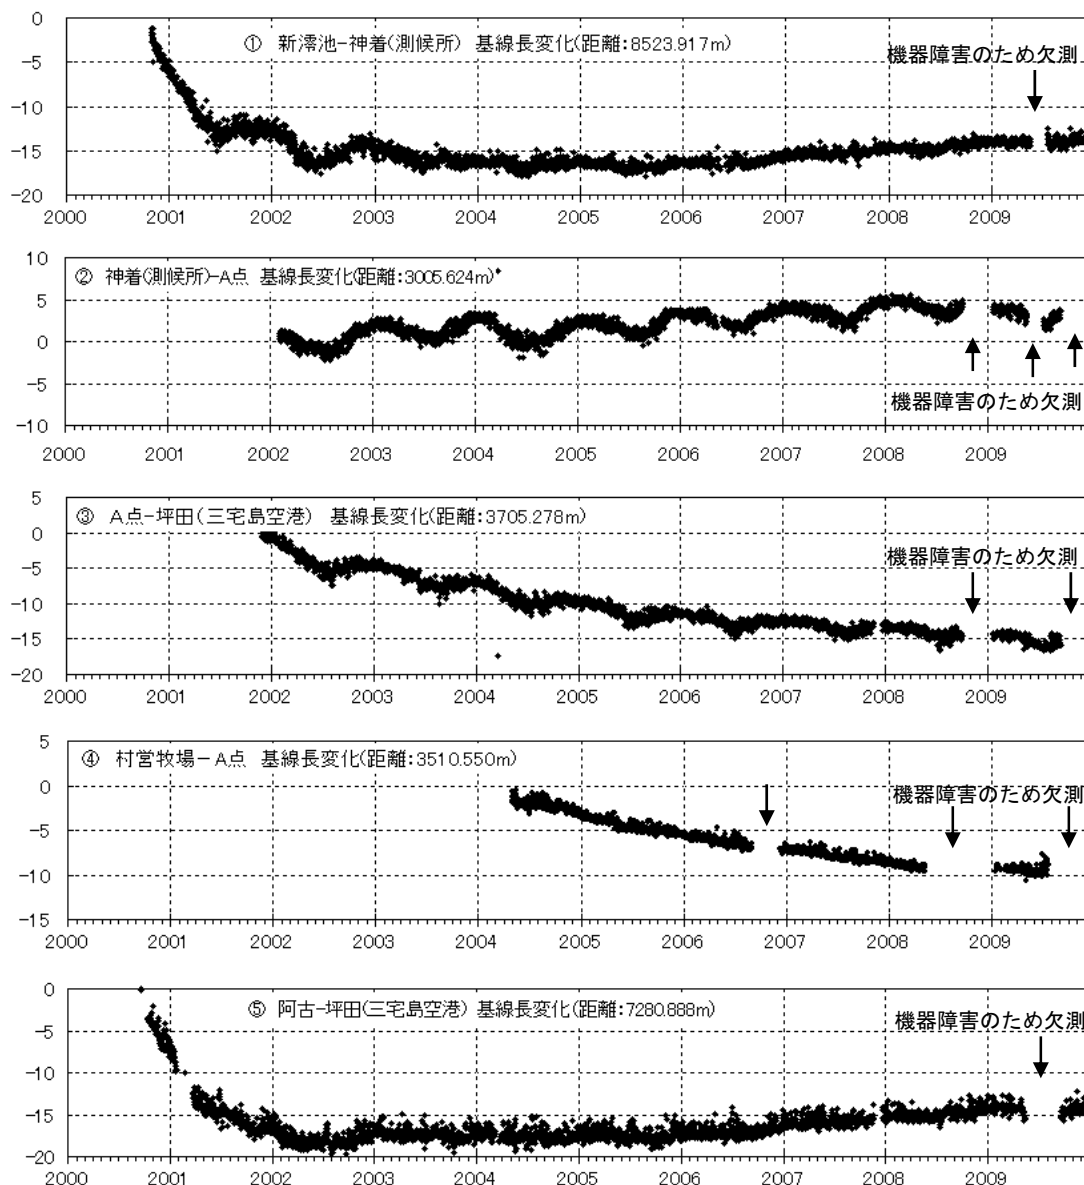 ① 新澪池-神着(測候所) 基線長変化(距離:8523.917m)
機器障害のため欠測
0
-5
-10
-15
-20
2000 2001 2002 2003 2004 2005 2006 2007 2008 2009
② 神着(測候所)-A点 基線長変化(距離:3005.624m)
10
5
0
-5
-10
機器障害のため欠測
2000 2001 2002 2003 2004 2005 2006 2007 2008 2009
③ A点-坪田(三宅島空港) 基線長変化(距離:3705.278m)
機器障害のため欠測
5
0
-5
-10
-15
-20
2000 2001 2002 2003 2004 2005 2006 2007 2008 2009
④ 村営牧場-A点 基線長変化(距離:3510.550m)
機器障害のため欠測
5
0
-5
-10
-15
2000 2001 2002 2003 2004 2005 2006 2007 2008 2009
⑤ 阿古-坪田(三宅島空港) 基線長変化(距離:7280.888m)
機器障害のため欠測
0
-5
-10
-15
-20
2000 2001 2002 2003 2004 2005 2006 2007 2008 2009